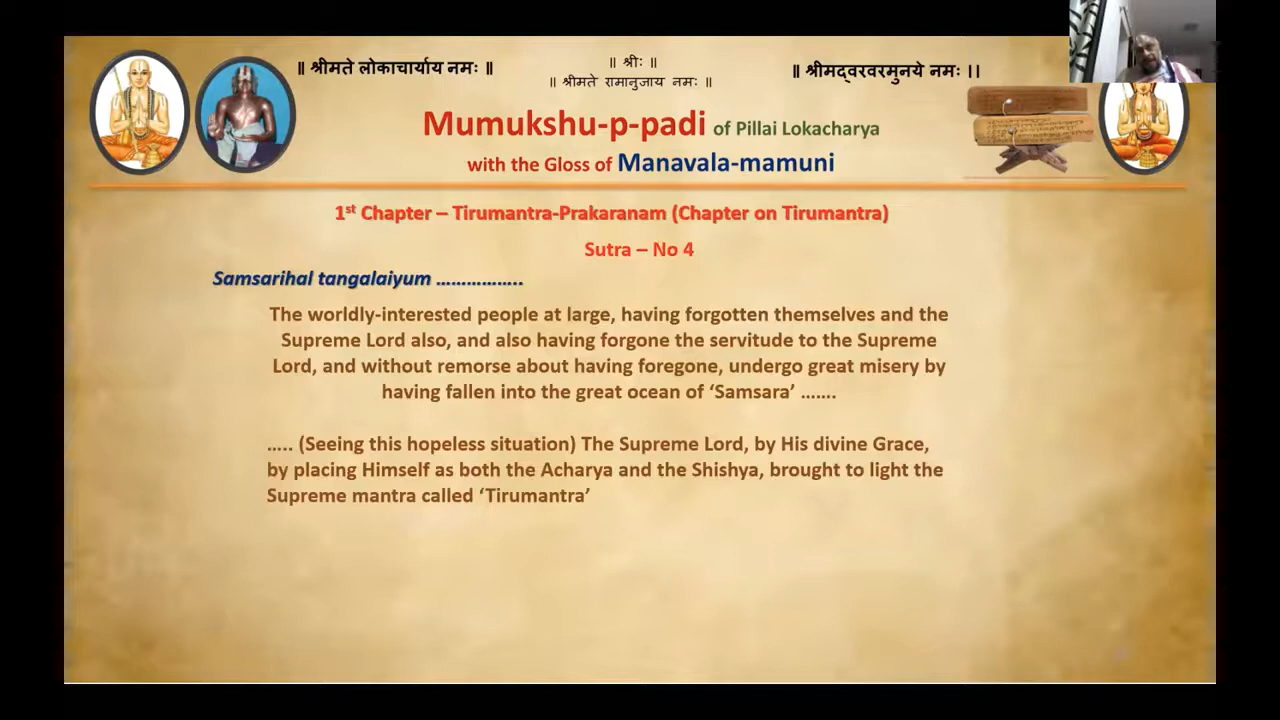 ॥ श्रीमते लोकाचार्याय नमः ॥
॥ श्रीः ॥
॥ श्रीमते रामानुजाय नमः ॥
॥ श्रीमद्वरवरमुनये नमः ।।
Mumukshu-p-padi of Pillai Lokacharya
with the Gloss of Manavala-mamuni
1st Chapter – Tirumantra-Prakaranam (Chapter on Tirumantra)
Sutra – No 4
Samsarihal tangalaiyum ……………..
The worldly-interested people at large, having forgotten themselves and the
Supreme Lord also, and also having forgone the servitude to the Supreme
Lord, and without remorse about having foregone, undergo great misery by
having fallen into the great ocean of ‘Samsara’ …….
….. (Seeing this hopeless situation) The Supreme Lord, by His divine Grace,
by placing Himself as both the Acharya and the Shishya, brought to light the
Supreme mantra called ‘Tirumantra’